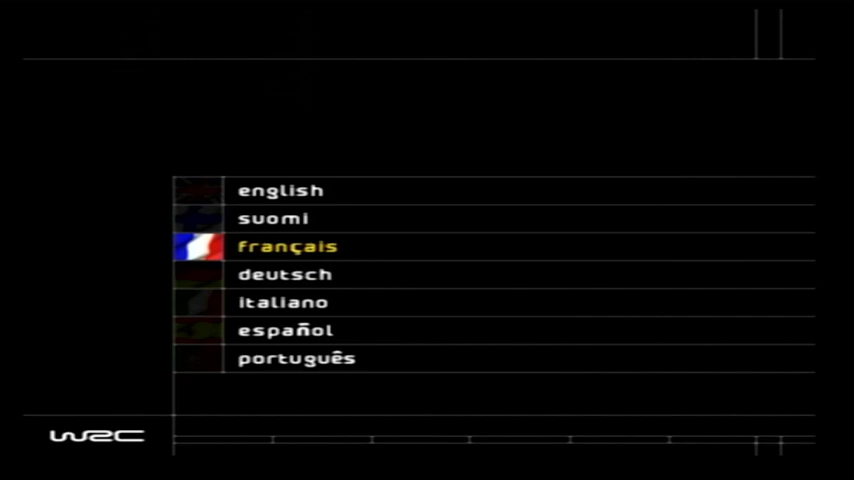 english
suomi
français
deutsch
italiano
español
português
WRC